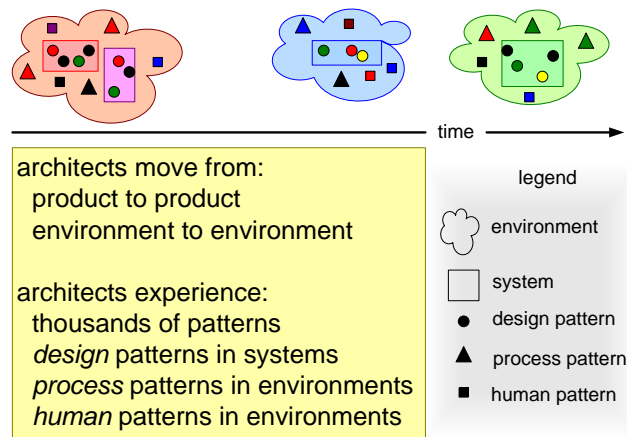 time
architects move from:
product to product
environment to environment
architects experience:
thousands of patterns
design patterns in systems
process patterns in environments
human patterns in environments
legend
environment
system
design pattern
process pattern
human pattern